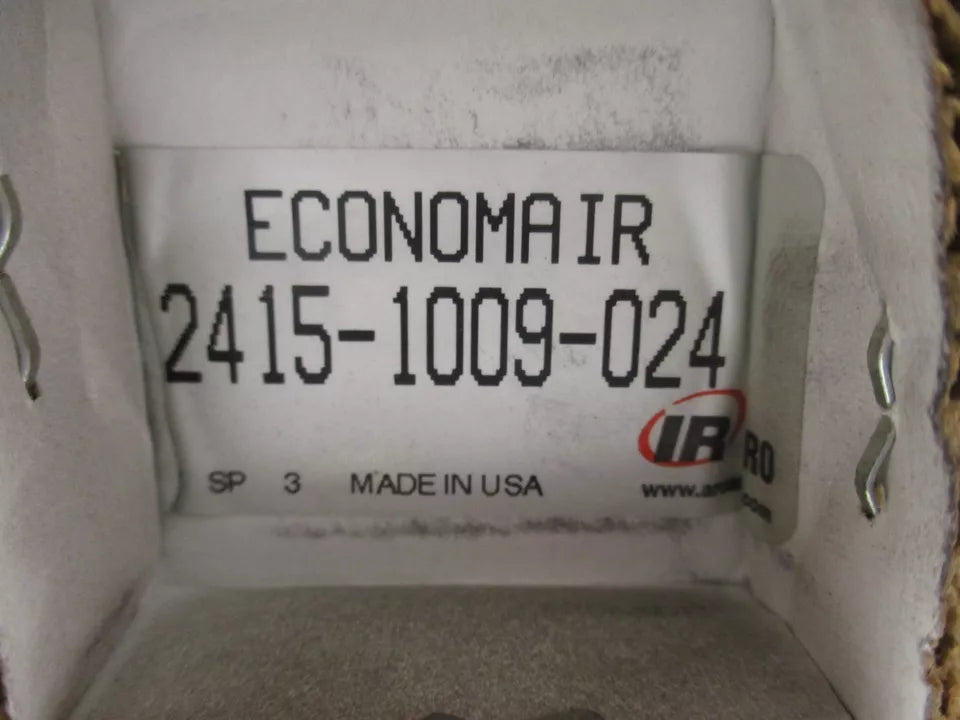 ECONOMAIR
2415-1009-024
IR RO
SP 3 MADE IN USA